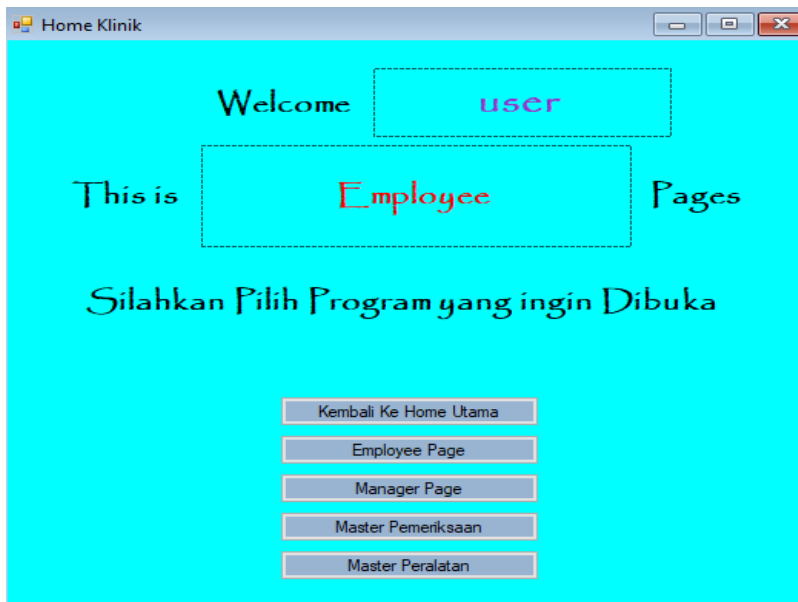 Home Klinik
Welcome user
This is Employee Pages
Silahkan Pilih Program yang ingin Dibuka
Kembali Ke Home Utama
Employee Page
Manager Page
Master Pemeriksaan
Master Peralatan